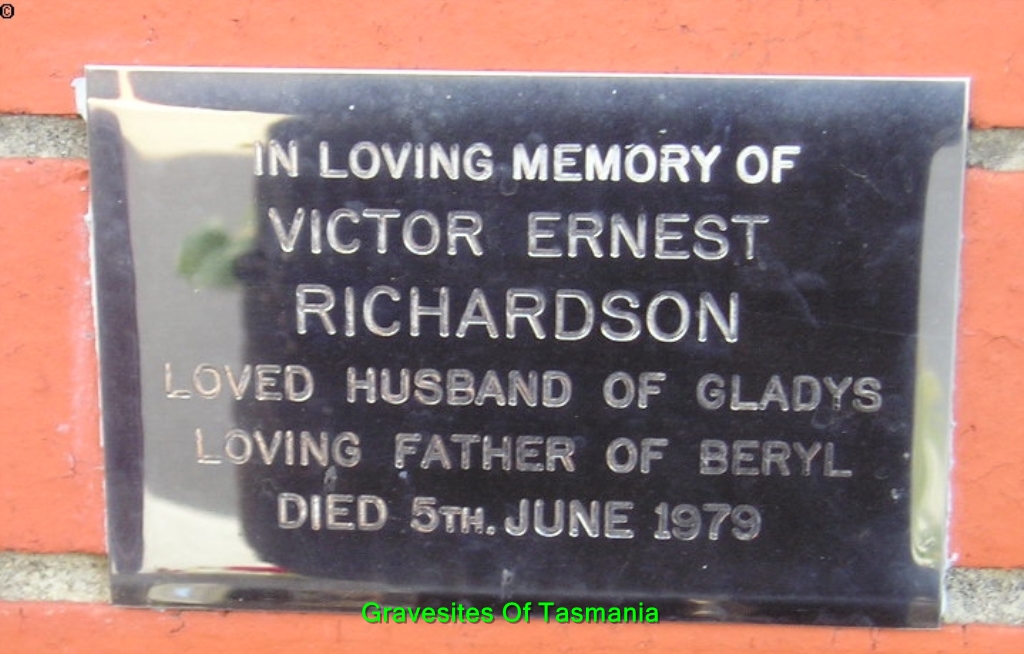 ©
IN LOVING MEMORY OF
VICTOR ERNEST
RICHARDSON
LOVED HUSBAND OF GLADYS
LOVING FATHER OF BERYL
DIED 5TH. JUNE 1979
Gravesites Of Tasmania